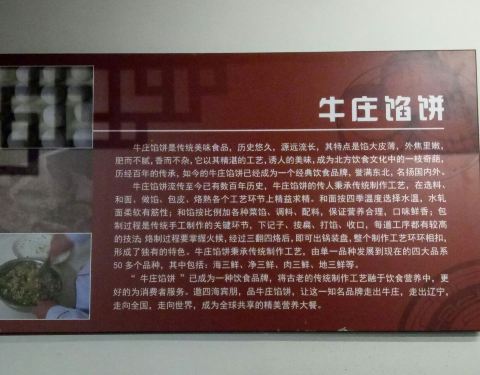 牛庄馅饼
牛庄馅饼是传统美味食品，历史悠久，源远流长，其特点是馅大皮薄，外焦里嫩，
肥而不腻，香而不杂，它以其精湛的工艺，诱人的美味，成为北方饮食文化中的一枝奇葩，
历经百年的传承，如今的牛庄馅饼已经成为一个经典饮食品牌，誉满东北，名扬国内外。
牛庄馅饼流传至今已有数百年历史，牛庄馅饼的传人秉承传统制作工艺，在选料、
和面、做馅、包皮、烙熟各个工艺环节上精益求精。和面按四季温度选择水温，水轧
面柔软有筋性；和馅按比例加各种菜馅、调料、配料，保证营养合理，口味鲜香；包
制过程是传统手工制作的关健环节，下记子、按扁、打馅、收口，每道工序都有较高
的技法；烙制过程要掌握火候，经过三翻四烙后，即可出锅装盘，整个制作工艺环环相扣，
形成了独有的特色。牛庄馅饼秉承传统制作工艺，由单一品种发展到现在的四大品系
50多个品种，其中包括：海三鲜、净三鲜、肉三鲜、地三鲜等。
“牛庄馅饼”已成为一种饮食品牌，将古老的传统制作工艺融于饮食营养中，更
好的为消费者服务。邀四海宾朋，品牛庄馅饼，让这一知名品牌走出牛庄，走出辽宁，
走向全国，走向世界，成为全球共享的精美营养大餐。